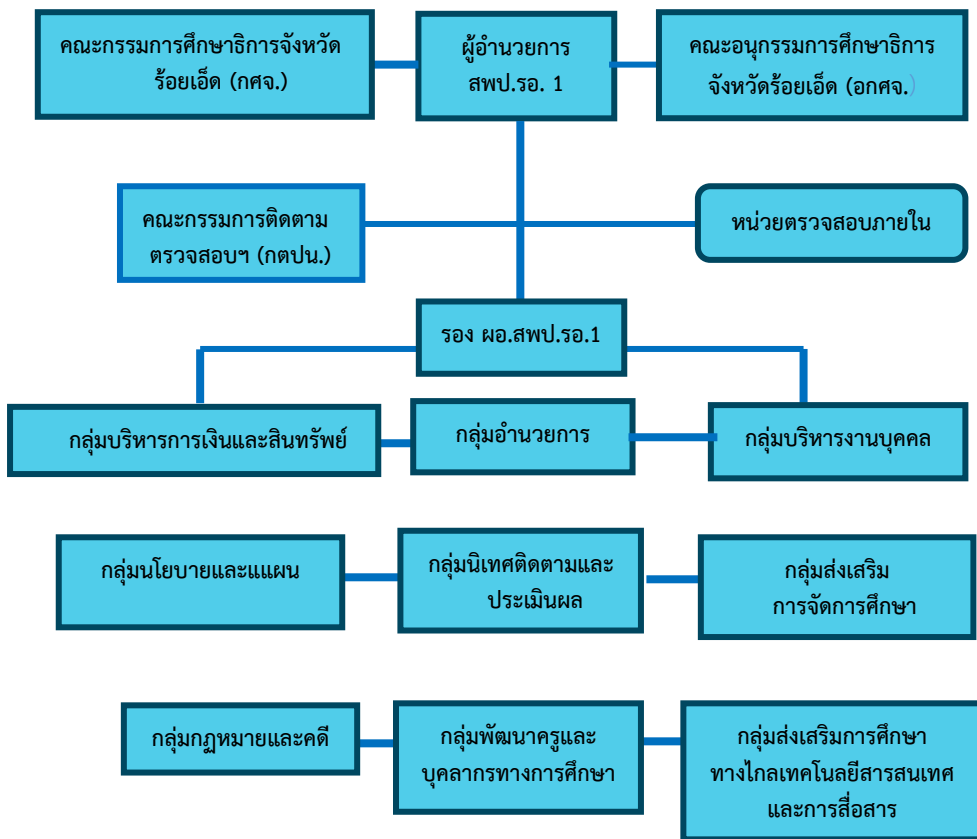 คณะกรรมการศึกษาธิการจังหวัด
ร้อยเอ็ด (กศจ.)
ผู้อำนวยการ
สพป.รอ. 1
คณะอนุกรรมการศึกษาธิการ
จังหวัดร้อยเอ็ด (อกศจ.)
คณะกรรมการติดตาม
ตรวจสอบฯ (กตปน.)
หน่วยตรวจสอบภายใน
รอง ผอ.สพป.รอ.1
กลุ่มบริหารการเงินและสินทรัพย์
กลุ่มอำนวยการ
กลุ่มบริหารงานบุคคล
กลุ่มนโยบายและแแผน
กลุ่มนิเทศติดตามและ
ประเมินผล
กลุ่มส่งเสริม
การจัดการศึกษา
กลุ่มกฎหมายและคดี
กลุ่มพัฒนาครูและ
บุคลากรทางการศึกษา
กลุ่มส่งเสริมการศึกษา
ทางไกลเทคโนลยีสารสนเทศ
และการสื่อสาร